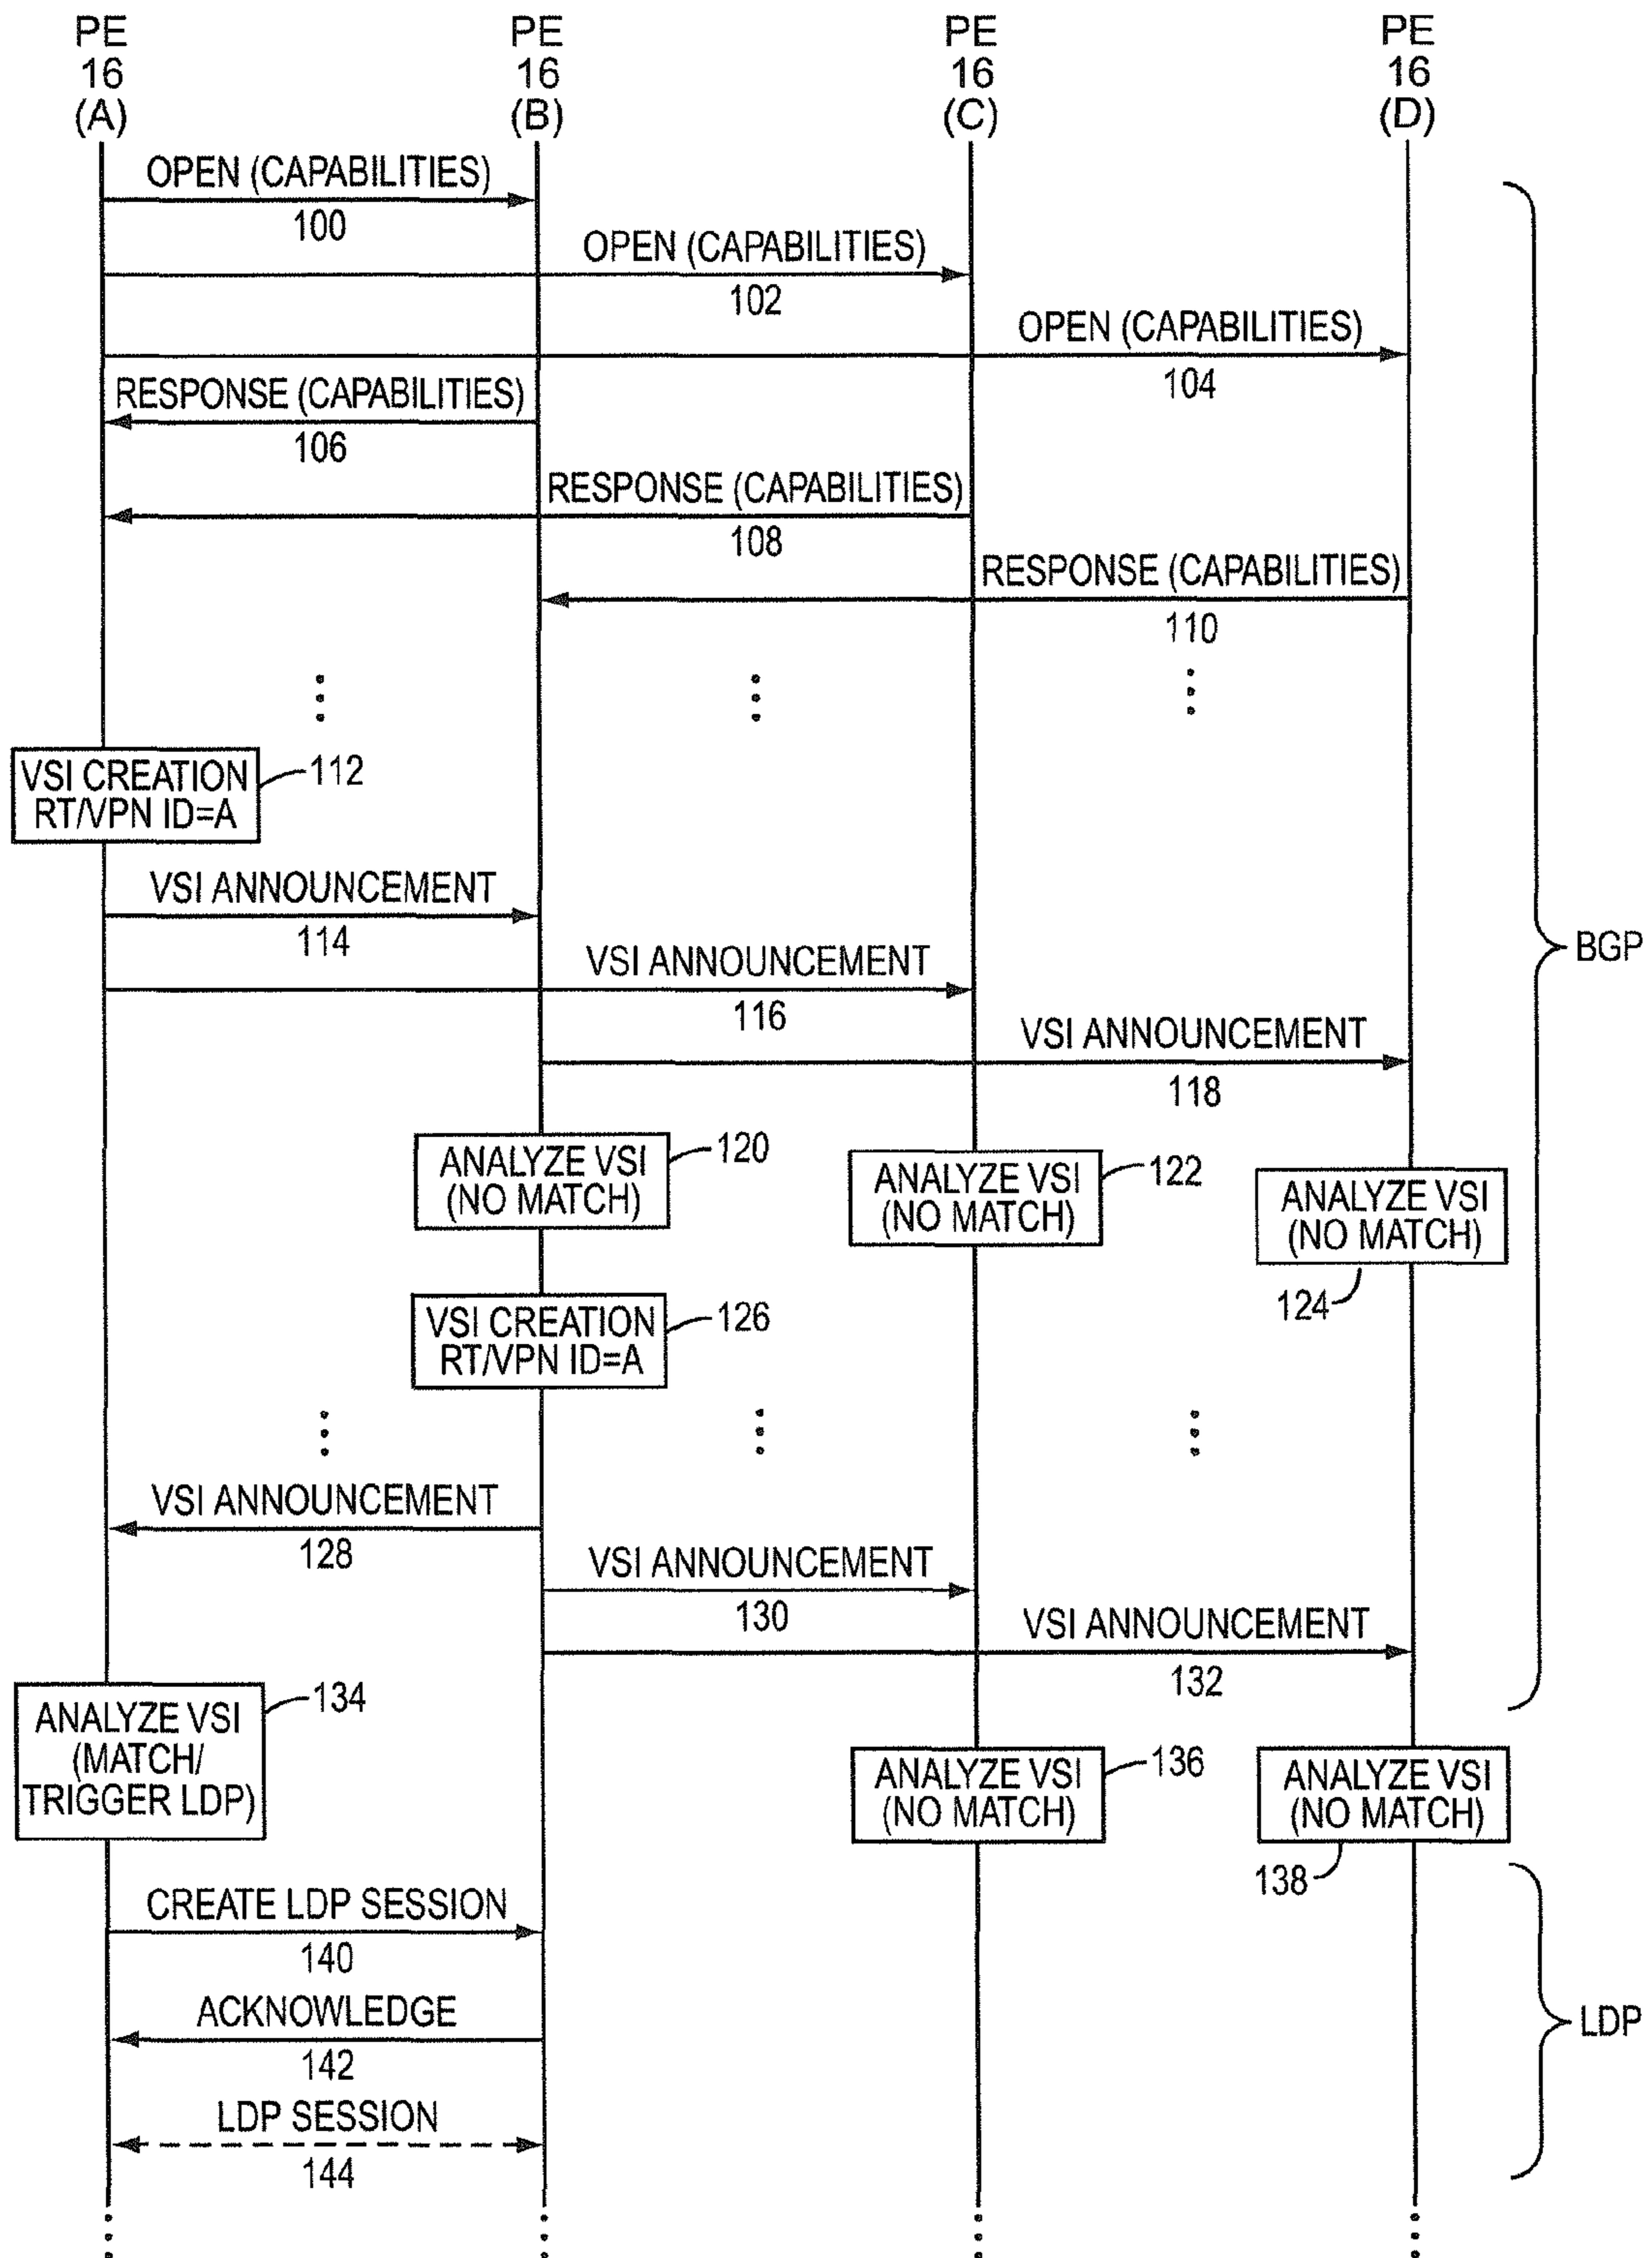 PE
16
(A)
PE
16
(B)
PE
16
(C)
PE
16
(D)
OPEN (CAPABILITIES)
100
OPEN (CAPABILITIES)
102
OPEN (CAPABILITIES)
104
RESPONSE (CAPABILITIES)
106
RESPONSE (CAPABILITIES)
108
RESPONSE (CAPABILITIES)
110
VSI CREATION
RT/VPN ID=A
112
VSI ANNOUNCEMENT
114
VSI ANNOUNCEMENT
116
VSI ANNOUNCEMENT
118
BGP
ANALYZE VSI
(NO MATCH)
120
ANALYZE VSI
(NO MATCH)
122
ANALYZE VSI
(NO MATCH)
124
VSI CREATION
RT/VPN ID=A
126
VSI ANNOUNCEMENT
128
VSI ANNOUNCEMENT
130
VSI ANNOUNCEMENT
132
ANALYZE VSI
(MATCH/
TRIGGER LDP)
134
ANALYZE VSI
(NO MATCH)
136
ANALYZE VSI
(NO MATCH)
138
CREATE LDP SESSION
140
ACKNOWLEDGE
142
LDP SESSION
144
LDP